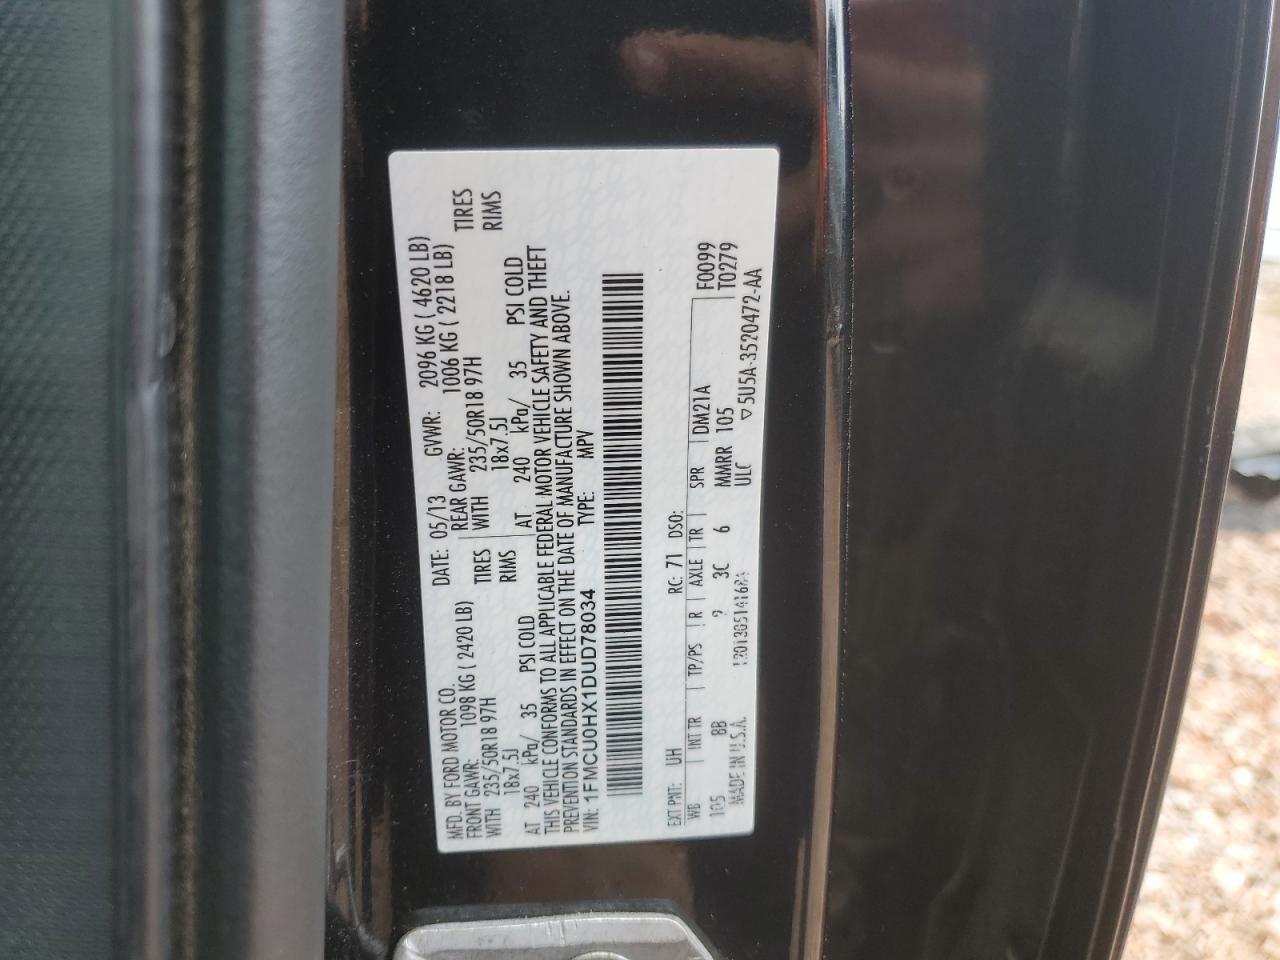 MFD. BY FORD MOTOR CO.
DATE: 05/13 GVWR: 2096 KG ( 4620 LB)
FRONT GAWR: 1098 KG ( 2420 LB)
REAR GAWR: 1006 KG ( 2218 LB)
WITH 235/50R18 97H TIRES
WITH 235/50R18 97H TIRES
18x7.5J RIMS
18x7.5J RIMS
AT 240 kPa/ 35 PSI COLD
AT 240 kPa/ 35 PSI COLD
THIS VEHICLE CONFORMS TO ALL APPLICABLE FEDERAL MOTOR VEHICLE SAFETY AND THEFT
PREVENTION STANDARDS IN EFFECT ON THE DATE OF MANUFACTURE SHOWN ABOVE.
VIN: 1FMCU0HX1DUD78034 TYPE: MPV
EXT PNT: UH RC: 71 DSO:
WB INT TR TP/PS R AXLE TR SPR DM21A F0099
105 8B 2 3C 6 MMRR 105 T0279
MADE IN U.S.A. ULC ▽5U5A-3520472-AA